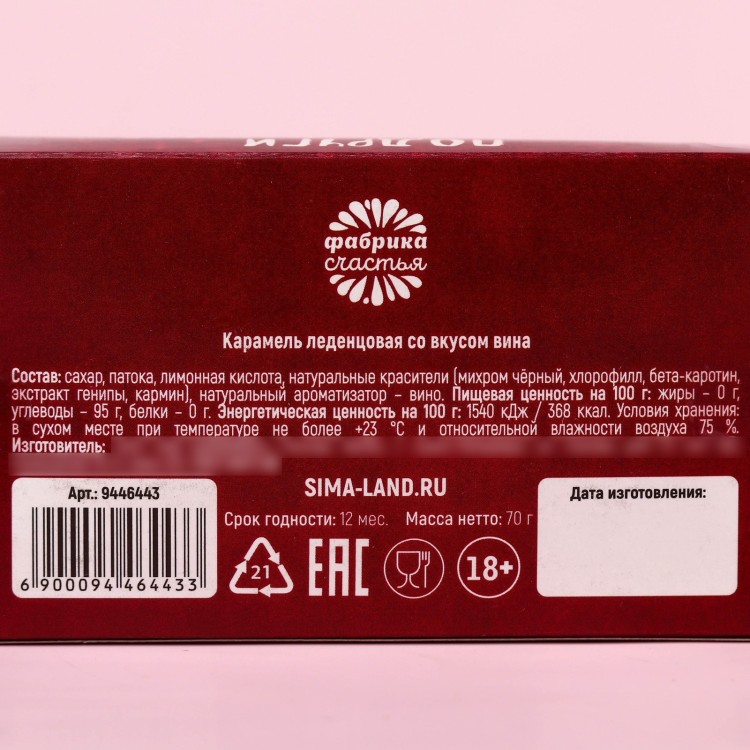 по други
фабрика
счастья
Карамель леденцовая со вкусом вина
Состав: сахар, патока, лимонная кислота, натуральные красители (михром чёрный, хлорофилл, бета-каротин,
экстракт генипы, кармин), натуральный ароматизатор – вино. Пищевая ценность на 100 г: жиры – 0 г,
углеводы – 95 г, белки – 0 г. Энергетическая ценность на 100 г: 1540 кДж / 368 ккал. Условия хранения:
в сухом месте при температуре не более +23 °С и относительной влажности воздуха 75 %.
Изготовитель:
Арт.: 9446443
6 900094 464433
SIMA-LAND.RU
Срок годности: 12 мес. Масса нетто: 70 г
21
EAC
18+
Дата изготовления: